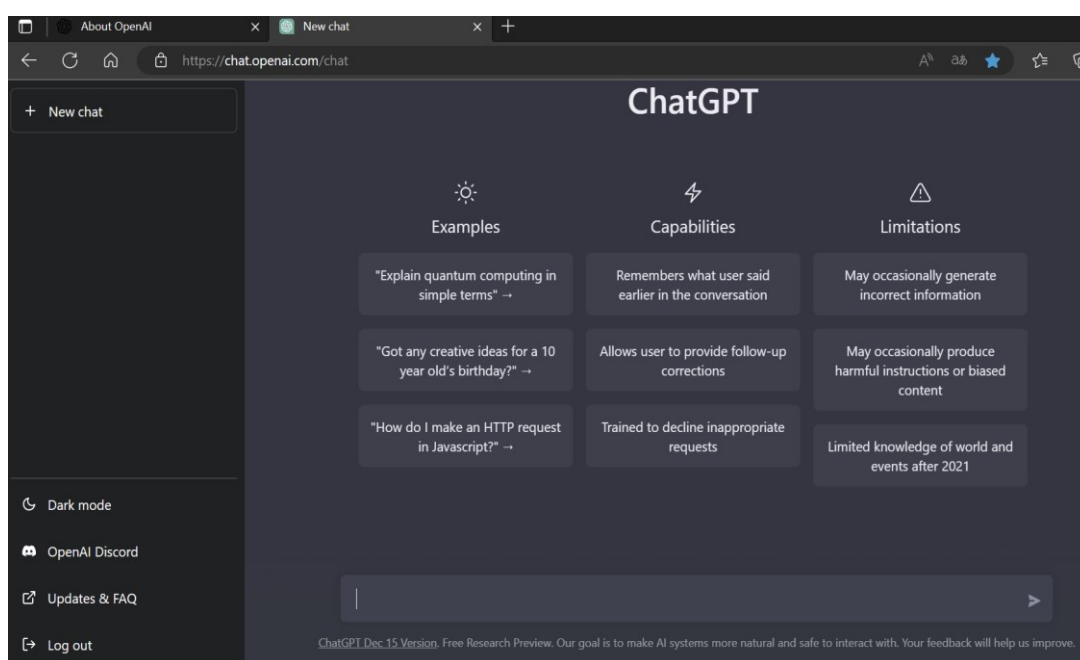 About OpenAI
New chat
https://chat.openai.com/chat
New chat
ChatGPT
Examples
"Explain quantum computing in
simple terms" →
"Got any creative ideas for a 10
year old's birthday?" →
"How do I make an HTTP request
in Javascript?" →
Capabilities
Remembers what user said
earlier in the conversation
Allows user to provide follow-up
corrections
Trained to decline inappropriate
requests
Limitations
May occasionally generate
incorrect information
May occasionally produce
harmful instructions or biased
content
Limited knowledge of world and
events after 2021
Dark mode
OpenAI Discord
Updates & FAQ
Log out
ChatGPT Dec 15 Version. Free Research Preview. Our goal is to make AI systems more natural and safe to interact with. Your feedback will help us improve.